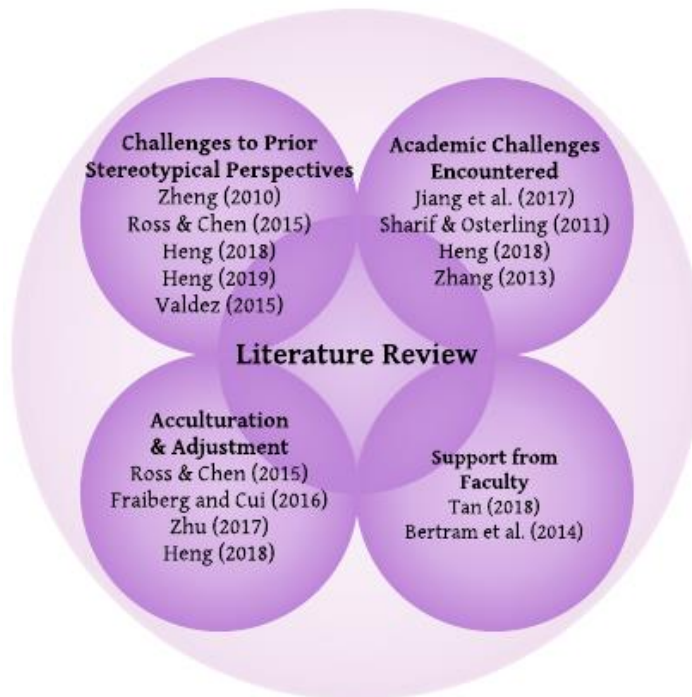 Challenges to Prior
Stereotypical Perspectives
Zheng (2010)
Ross & Chen (2015)
Heng (2018)
Heng (2019)
Valdez (2015)
Academic Challenges
Encountered
Jiang et al. (2017)
Sharif & Osterling (2011)
Heng (2018)
Zhang (2013)
Literature Review
Acculturation
& Adjustment
Ross & Chen (2015)
Fraiberg and Cui (2016)
Zhu (2017)
Heng (2018)
Support from
Faculty
Tan (2018)
Bertram et al. (2014)